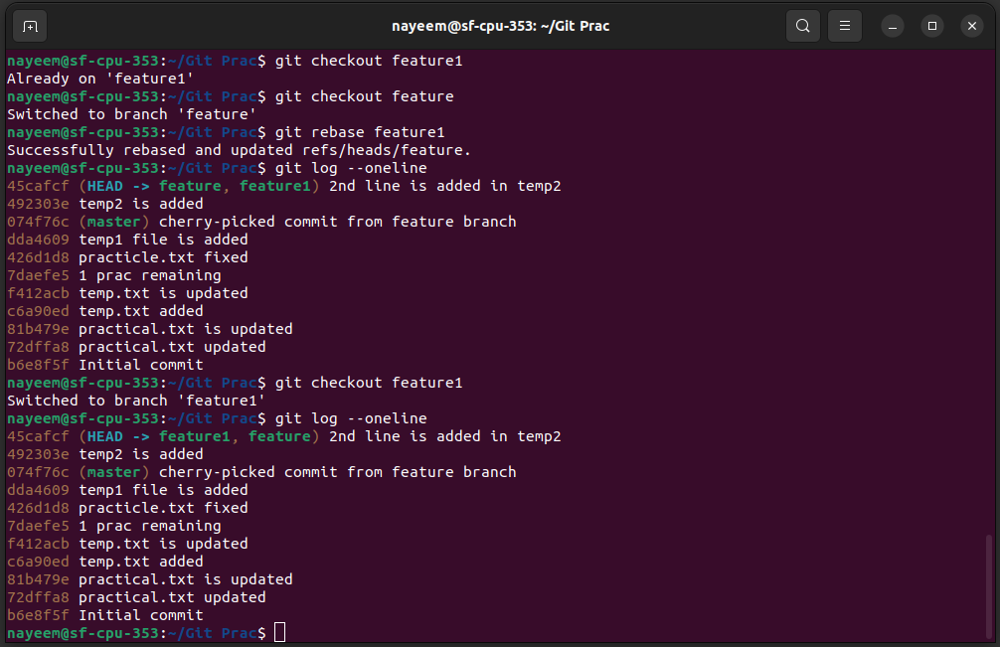 nayeem@sf-cpu-353: ~/Git Prac
nayeem@sf-cpu-353:~/Git Prac$ git checkout feature1
Already on 'feature1'
nayeem@sf-cpu-353:~/Git Prac$ git checkout feature
Switched to branch 'feature'
nayeem@sf-cpu-353:~/Git Prac$ git rebase feature1
Successfully rebased and updated refs/heads/feature.
nayeem@sf-cpu-353:~/Git Prac$ git log --oneline
45cafcf (HEAD -> feature, feature1) 2nd line is added in temp2
492303e temp2 is added
074f76c (master) cherry-picked commit from feature branch
dda4609 temp1 file is added
426d1d8 practicle.txt fixed
7daefe5 1 prac remaining
f412acb temp.txt is updated
c6a90ed temp.txt added
81b479e practical.txt is updated
72dffa8 practical.txt updated
b6e8f5f Initial commit
nayeem@sf-cpu-353:~/Git Prac$ git checkout feature1
Switched to branch 'feature1'
nayeem@sf-cpu-353:~/Git Prac$ git log --oneline
45cafcf (HEAD -> feature1, feature) 2nd line is added in temp2
492303e temp2 is added
074f76c (master) cherry-picked commit from feature branch
dda4609 temp1 file is added
426d1d8 practicle.txt fixed
7daefe5 1 prac remaining
f412acb temp.txt is updated
c6a90ed temp.txt added
81b479e practical.txt is updated
72dffa8 practical.txt updated
b6e8f5f Initial commit
nayeem@sf-cpu-353:~/Git Prac$